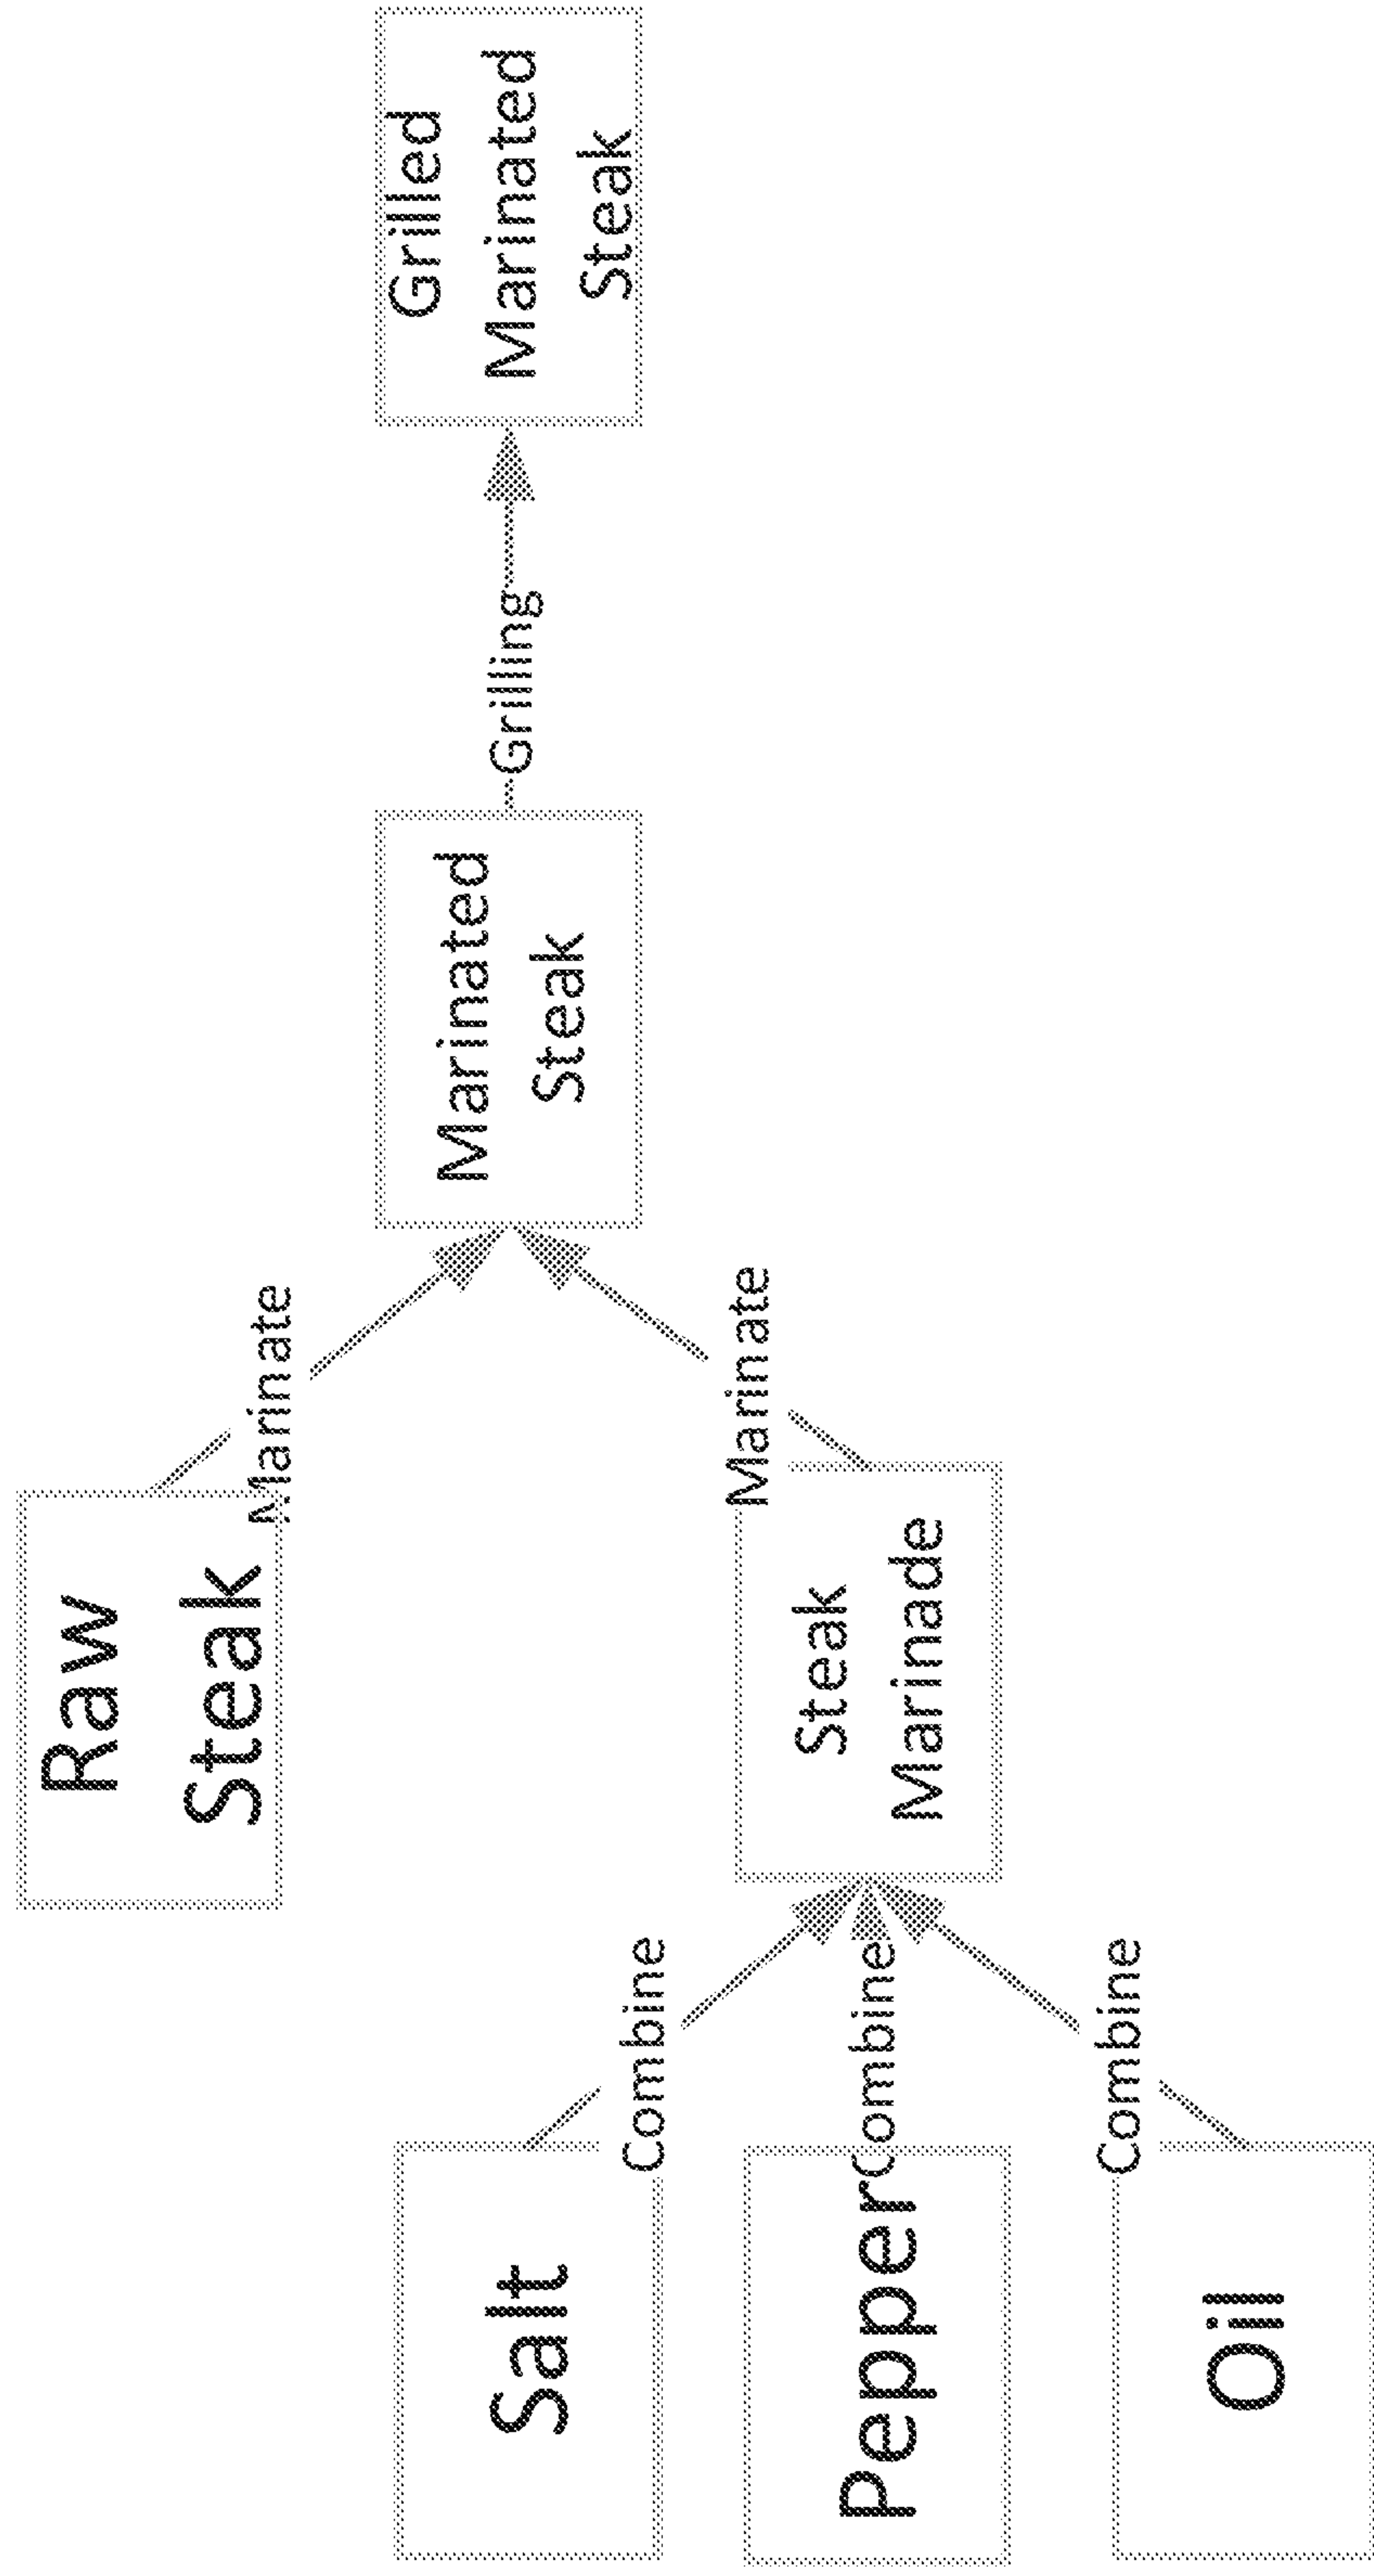 Raw
Steak
Marinate
Salt
Combine
Pepper
Combine
Oil
Combine
Steak
Marinade
Marinate
Marinated
Steak
Grilling
Grilled
Marinated
Steak